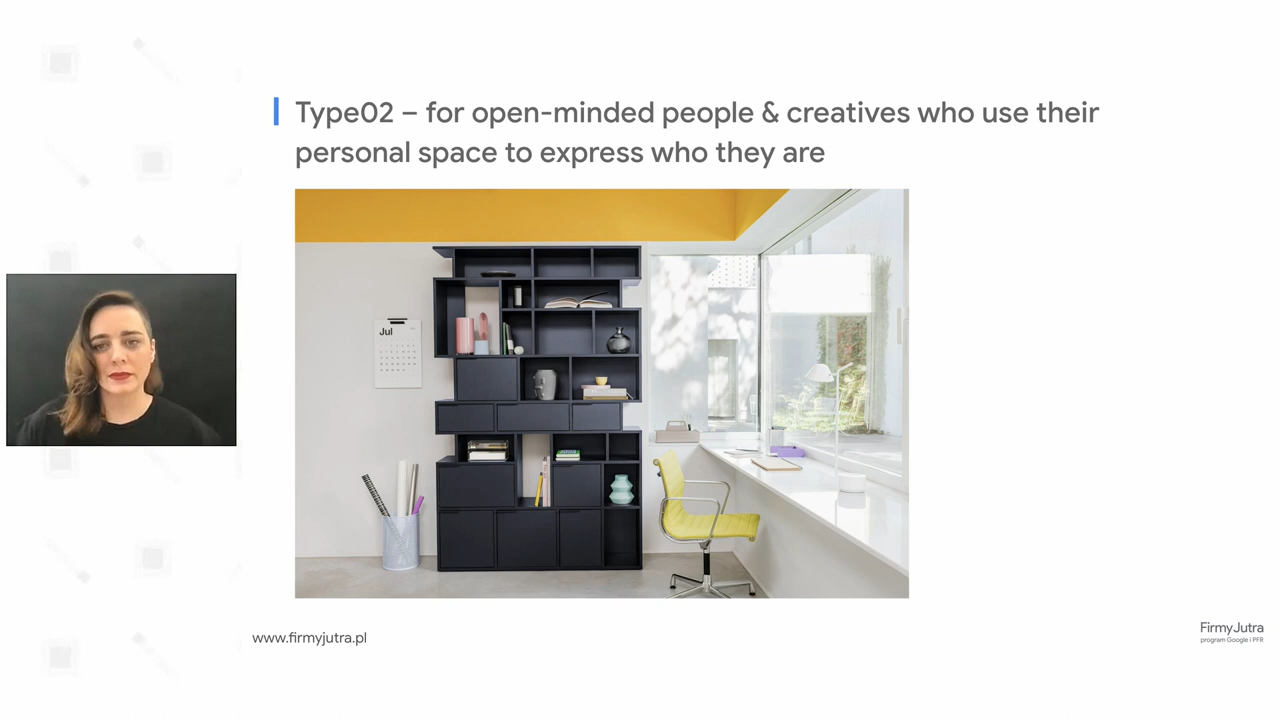 Type02 – for open-minded people & creatives who use their
personal space to express who they are
Jul
www.firmyjutra.pl
FirmyJutra
program Google i PFR